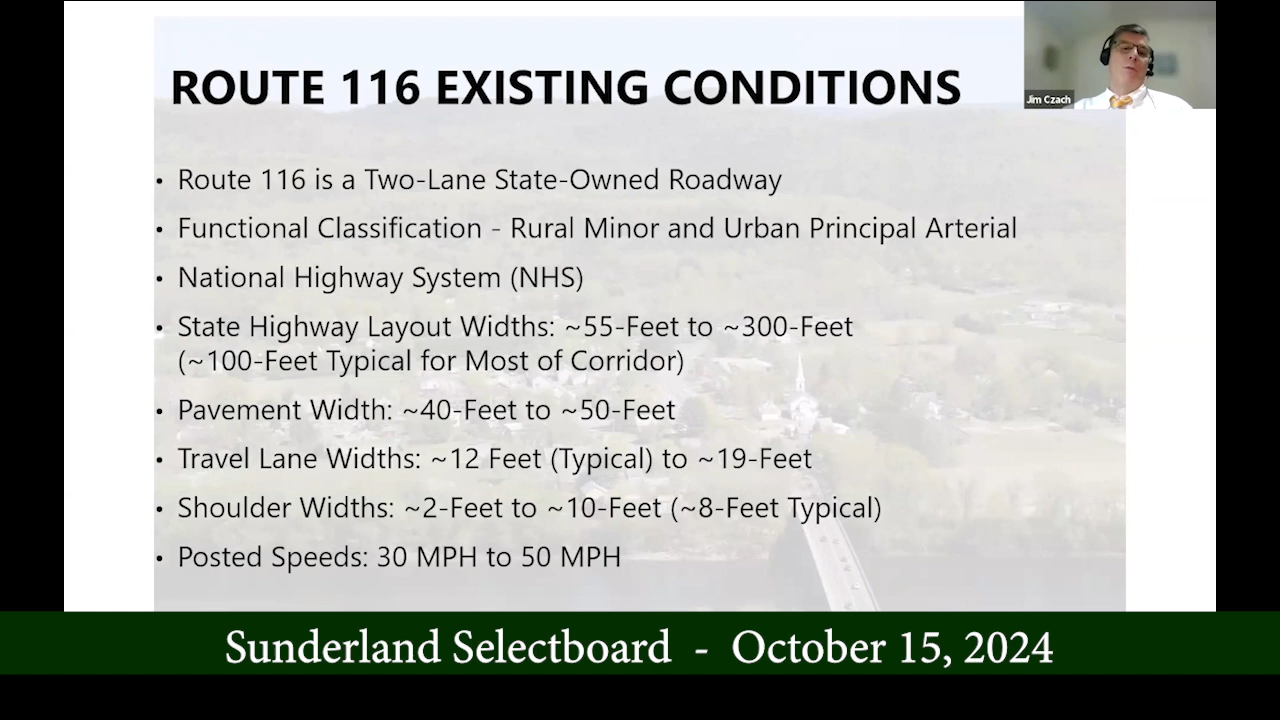 ROUTE 116 EXISTING CONDITIONS
Jim Czach
• Route 116 is a Two-Lane State-Owned Roadway
• Functional Classification - Rural Minor and Urban Principal Arterial
• National Highway System (NHS)
• State Highway Layout Widths: ~55-Feet to ~300-Feet
(~100-Feet Typical for Most of Corridor)
• Pavement Width: ~40-Feet to ~50-Feet
• Travel Lane Widths: ~12 Feet (Typical) to ~19-Feet
• Shoulder Widths: ~2-Feet to ~10-Feet (~8-Feet Typical)
• Posted Speeds: 30 MPH to 50 MPH
Sunderland Selectboard - October 15, 2024